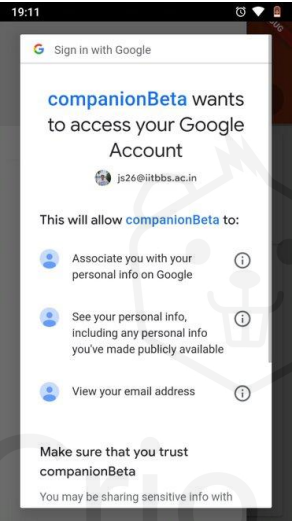 19:11
Sign in with Google
companionBeta wants
to access your Google
Account
js26@iitbbs.ac.in
This will allow companionBeta to:
Associate you with your
personal info on Google
See your personal info,
including any personal info
you've made publicly available
View your email address
Make sure that you trust
companionBeta
You may be sharing sensitive info with